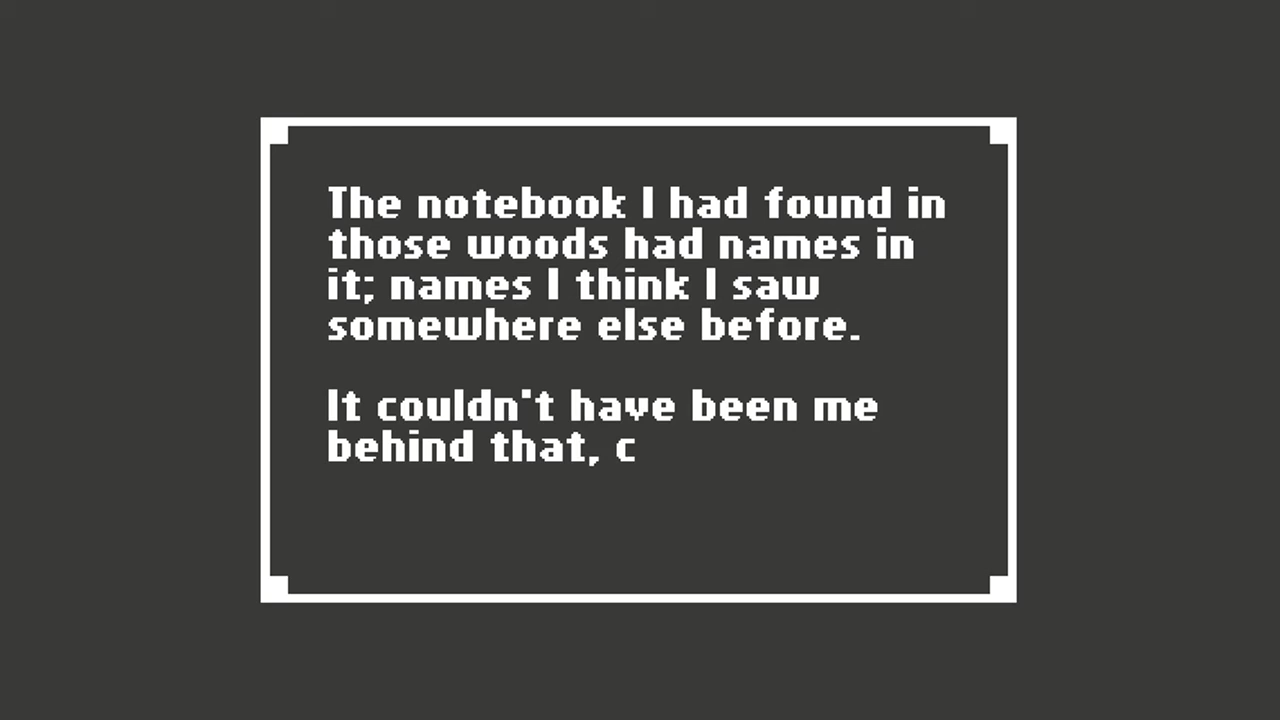 The notebook I had found in
those woods had names in
it; names I think I saw
somewhere else before.
It couldn't have been me
behind that, c